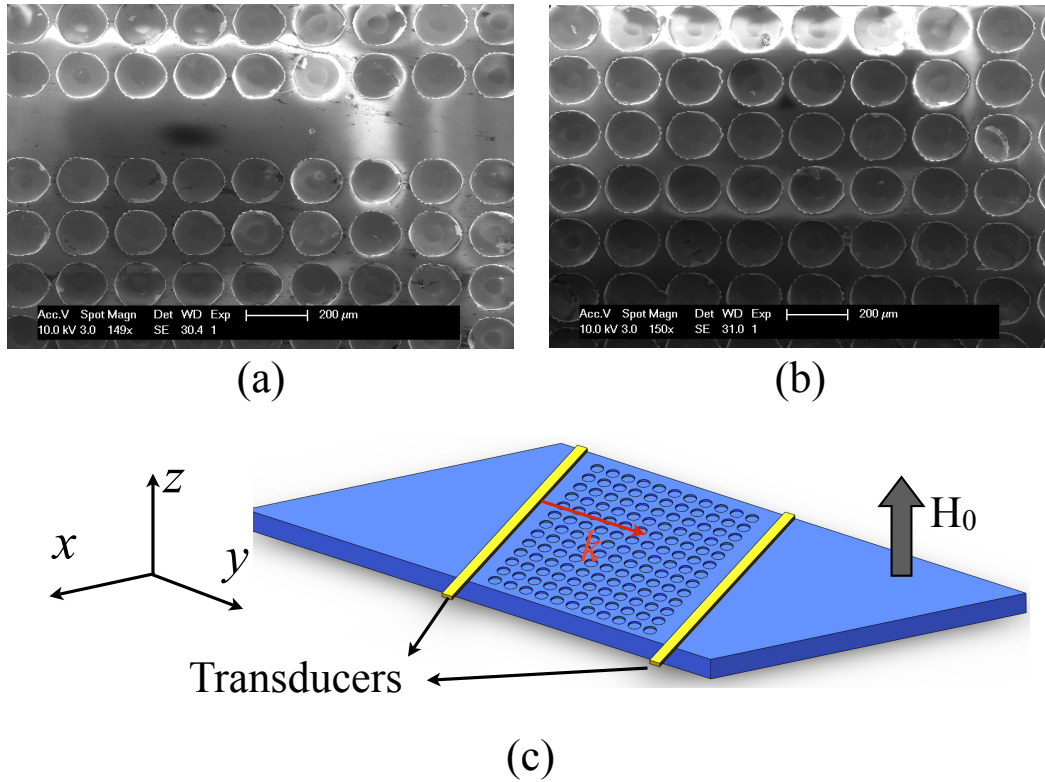 Acc.V Spot Magn Det WD Exp
10.0 kV 3.0 149x SE 30.4 1 200 µm
Acc.V Spot Magn Det WD Exp
10.0 kV 3.0 150x SE 31.0 1 200 µm
(a)
(b)
z
x
y
k
H₀
Transducers
(c)